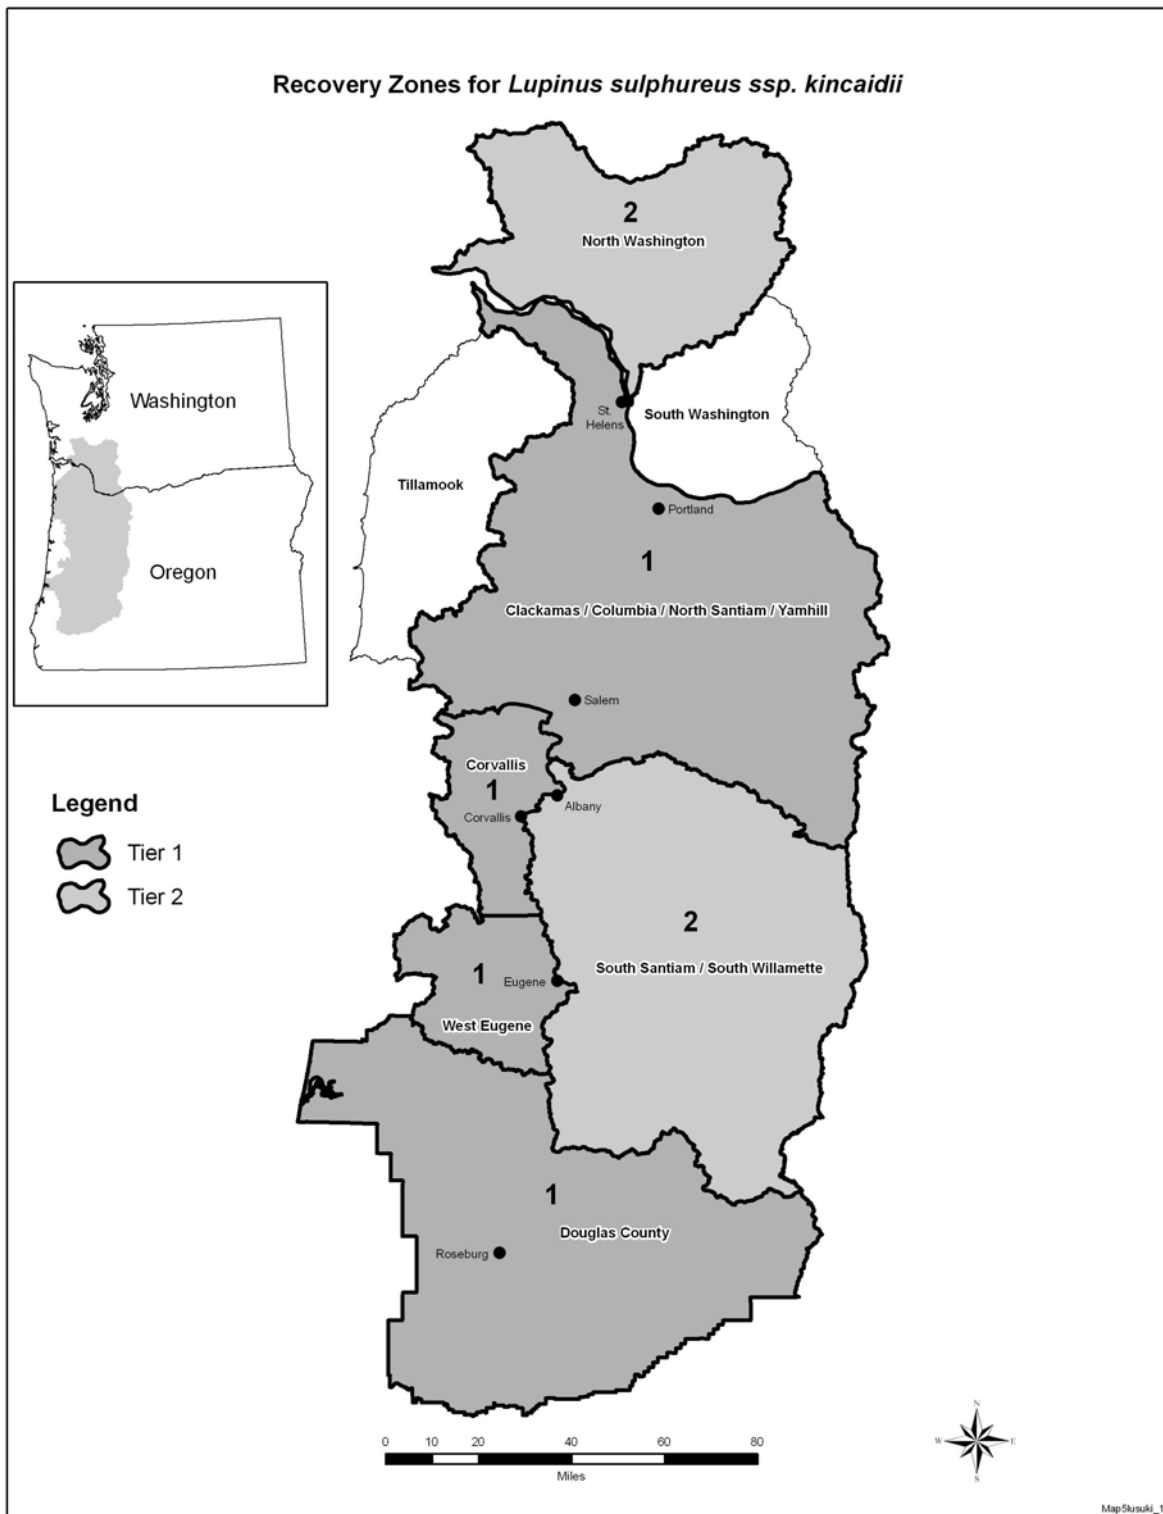 Recovery Zones for Lupinus sulphureus ssp. kincaidii
2
North Washington
Washington
Oregon
St.
Helens
South Washington
Tillamook
Portland
1
Clackamas / Columbia / North Santiam / Yamhill
Salem
Corvallis
1
Corvallis
Albany
Legend
Tier 1
Tier 2
2
South Santiam / South Willamette
1
Eugene
West Eugene
1
Douglas County
Roseburg
0 10 20 40 60 80
Miles
N
W E
S
Map5lusuki_1